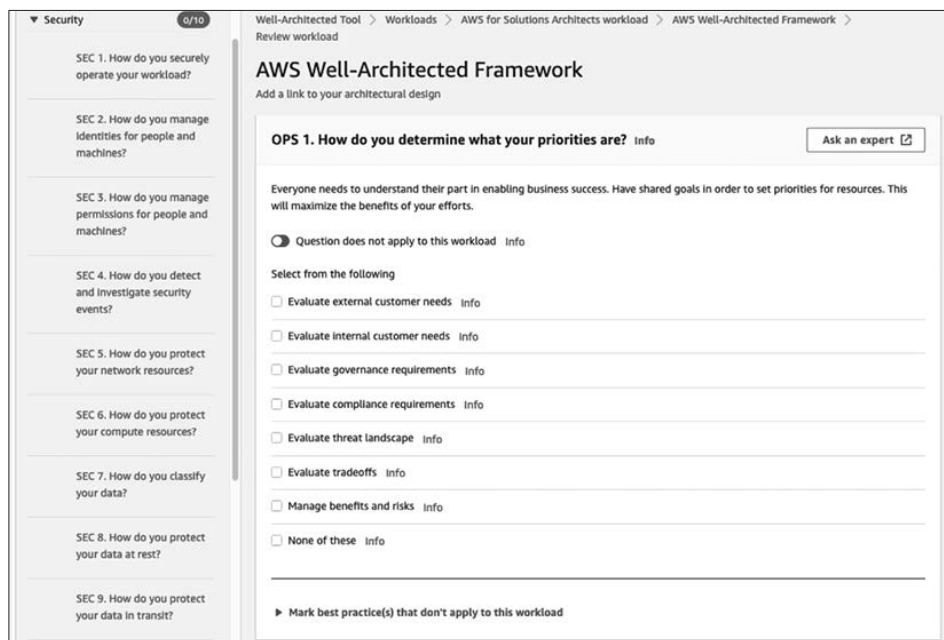 Security 0/10
SEC 1. How do you securely
operate your workload?
SEC 2. How do you manage
identities for people and
machines?
SEC 3. How do you manage
permissions for people and
machines?
SEC 4. How do you detect
and investigate security
events?
SEC 5. How do you protect
your network resources?
SEC 6. How do you protect
your compute resources?
SEC 7. How do you classify
your data?
SEC 8. How do you protect
your data at rest?
SEC 9. How do you protect
your data in transit?
Well-Architected Tool > Workloads > AWS for Solutions Architects workload > AWS Well-Architected Framework >
Review workload
AWS Well-Architected Framework
Add a link to your architectural design
OPS 1. How do you determine what your priorities are? Info
Ask an expert
Everyone needs to understand their part in enabling business success. Have shared goals in order to set priorities for resources. This
will maximize the benefits of your efforts.
Question does not apply to this workload Info
Select from the following
Evaluate external customer needs Info
Evaluate internal customer needs Info
Evaluate governance requirements Info
Evaluate compliance requirements Info
Evaluate threat landscape Info
Evaluate tradeoffs Info
Manage benefits and risks Info
None of these Info
Mark best practice(s) that don't apply to this workload